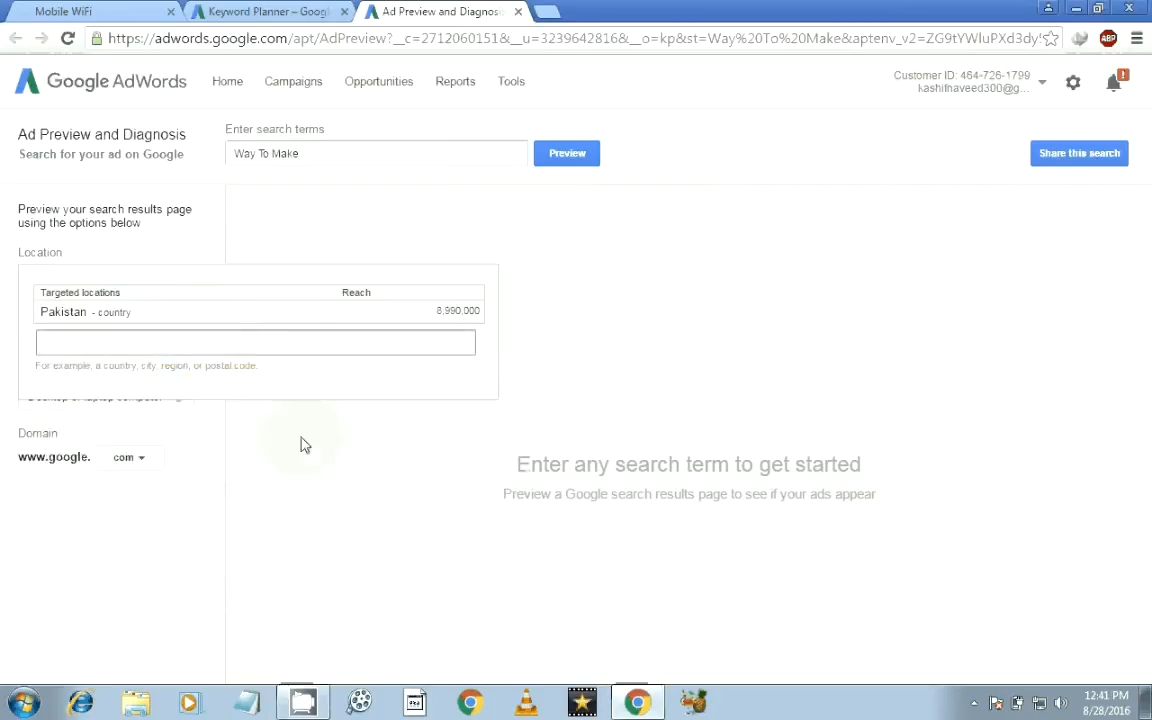 Mobile WiFi
Keyword Planner – Googl
Ad Preview and Diagnosis
https://adwords.google.com/apt/AdPreview?__c=2712060151&__u=3239642816&__o=kp&st=Way%20To%20Make&aptenv_v2=ZG9tYWluPXd3dy5
ABP
Google AdWords
Home
Campaigns
Opportunities
Reports
Tools
Customer ID: 464-726-1799
kashifnaveed300@g...
Ad Preview and Diagnosis
Search for your ad on Google
Enter search terms
Way To Make
Preview
Share this search
Preview your search results page
using the options below
Location
Targeted locations
Reach
Pakistan - country
8,990,000
For example, a country, city, region, or postal code.
Domain
www.google.
com
Enter any search term to get started
Preview a Google search results page to see if your ads appear
12:41 PM
8/28/2016